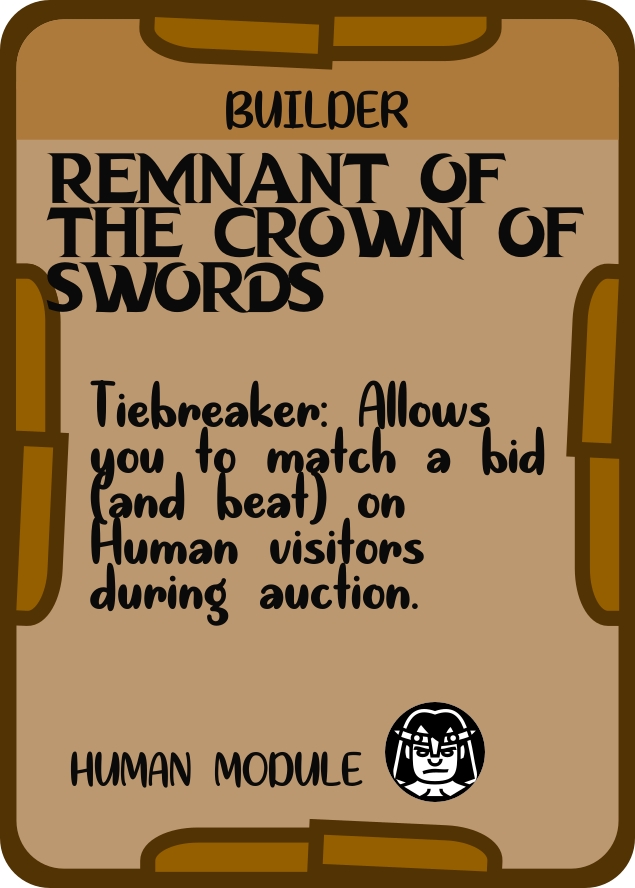 BUILDER
REMNANT OF
THE CROWN OF
SWORDS
Tiebreaker: Allows
you to match a bid
(and beat) on
Human visitors
during auction.
HUMAN MODULE